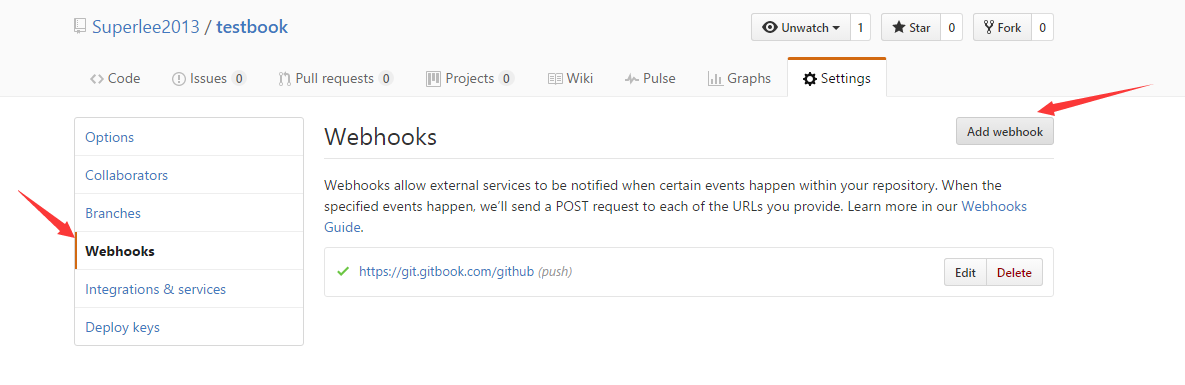 Superlee2013 / testbook
Unwatch 1 Star 0 Fork 0
Code Issues 0 Pull requests 0 Projects 0 Wiki Pulse Graphs Settings
Options
Collaborators
Branches
Webhooks
Integrations & services
Deploy keys
Webhooks
Add webhook
Webhooks allow external services to be notified when certain events happen within your repository. When the
specified events happen, we'll send a POST request to each of the URLs you provide. Learn more in our Webhooks
Guide.
https://git.gitbook.com/github (push)
Edit Delete